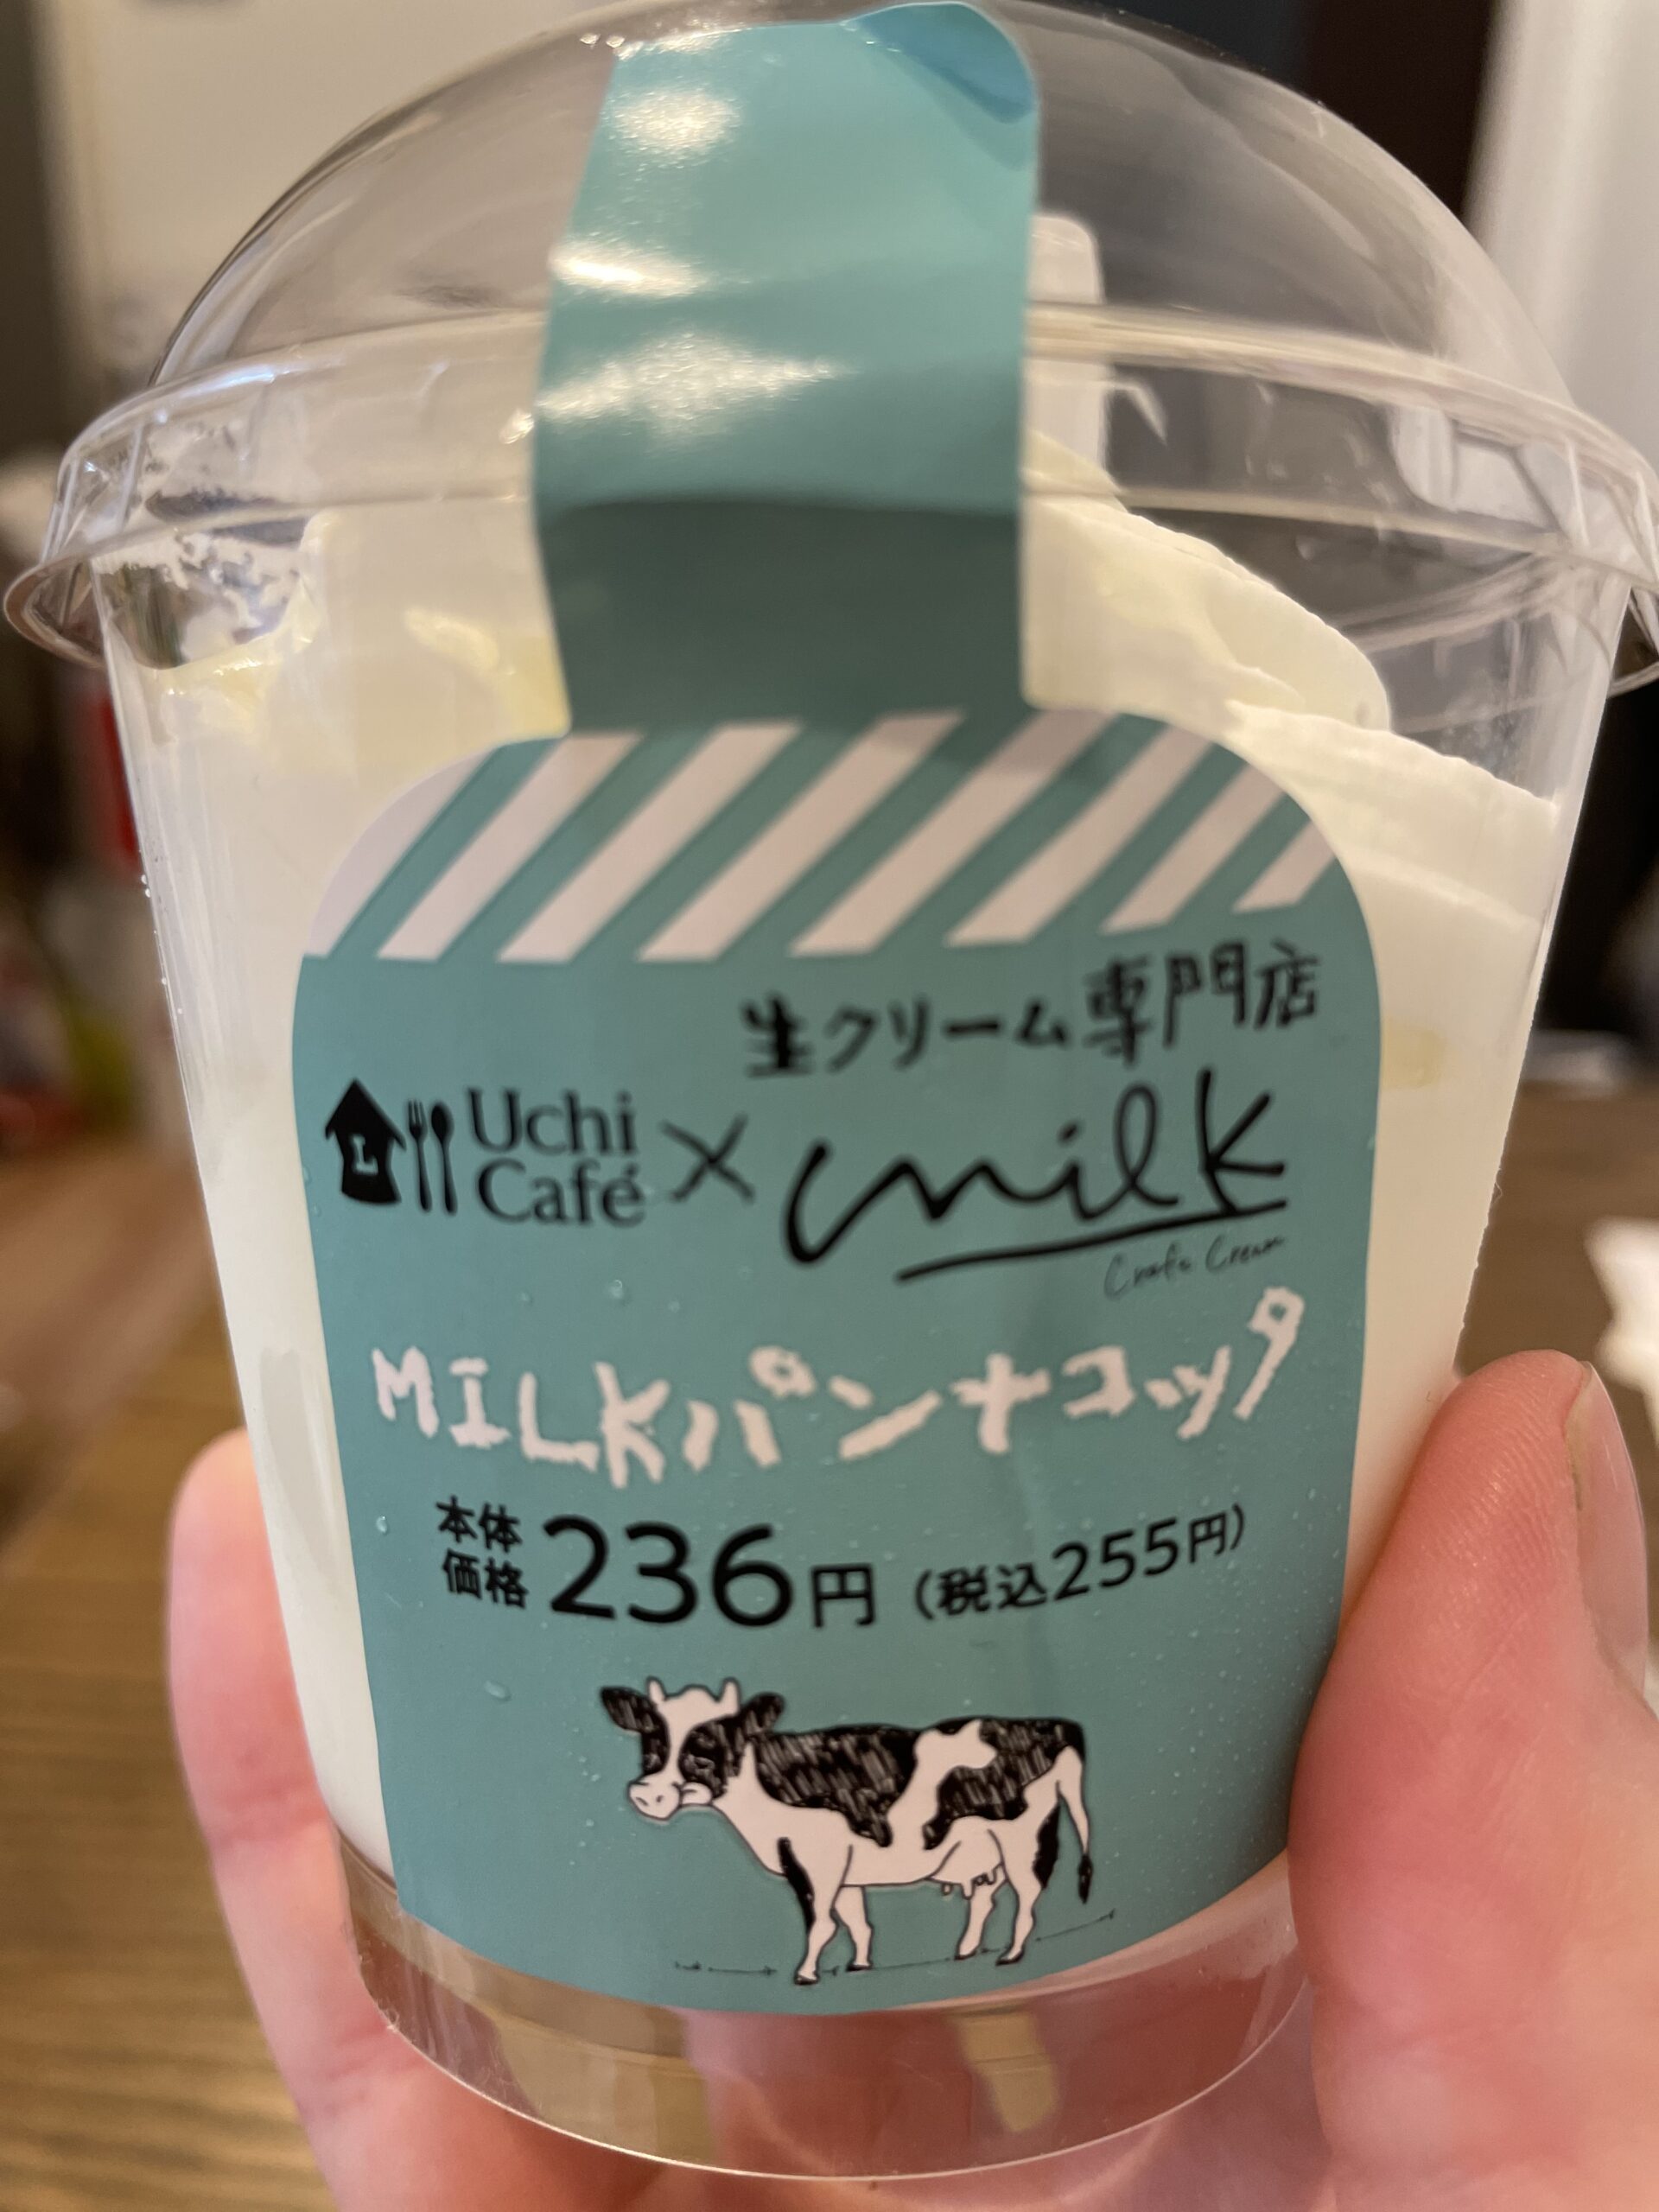 生クリーム専門店
Uchi
Café
×
milk
Craft Cream
MILKパンナコッタ
本体
価格
236円
(税込255円)
L